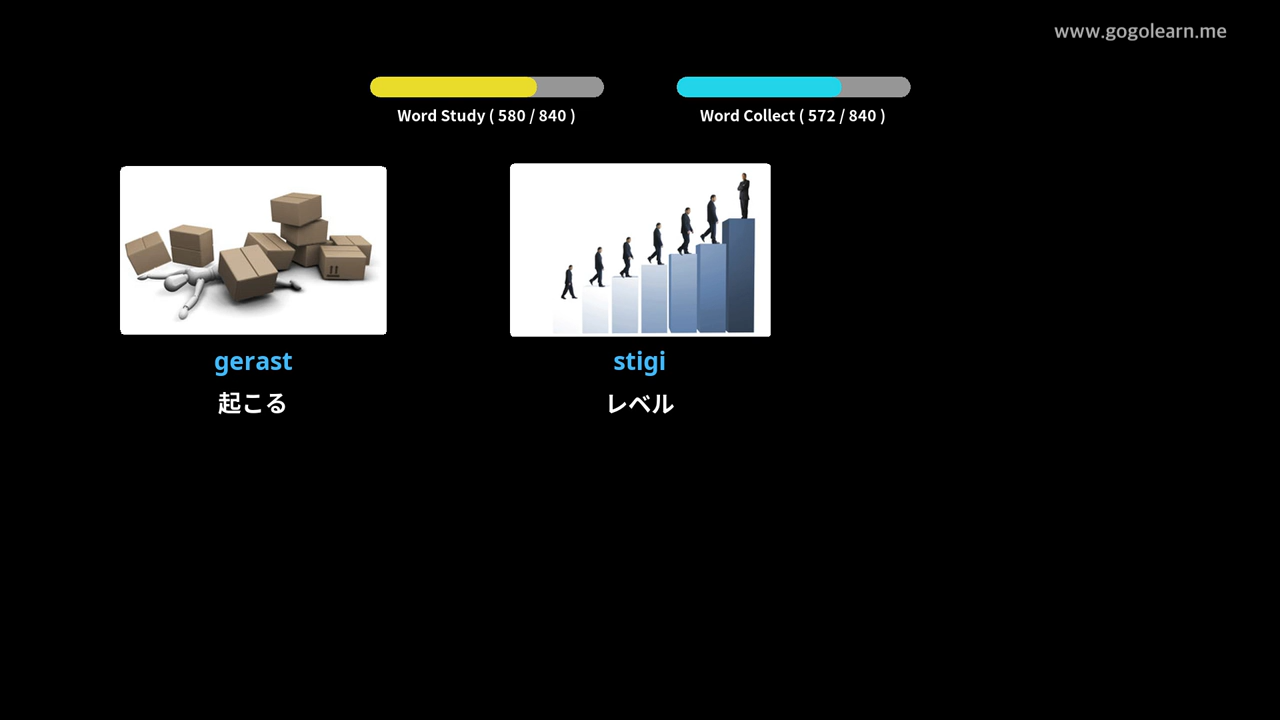 www.gogolearn.me
Word Study ( 580 / 840 )
Word Collect ( 572 / 840 )
gerast
起こる
stigi
レベル